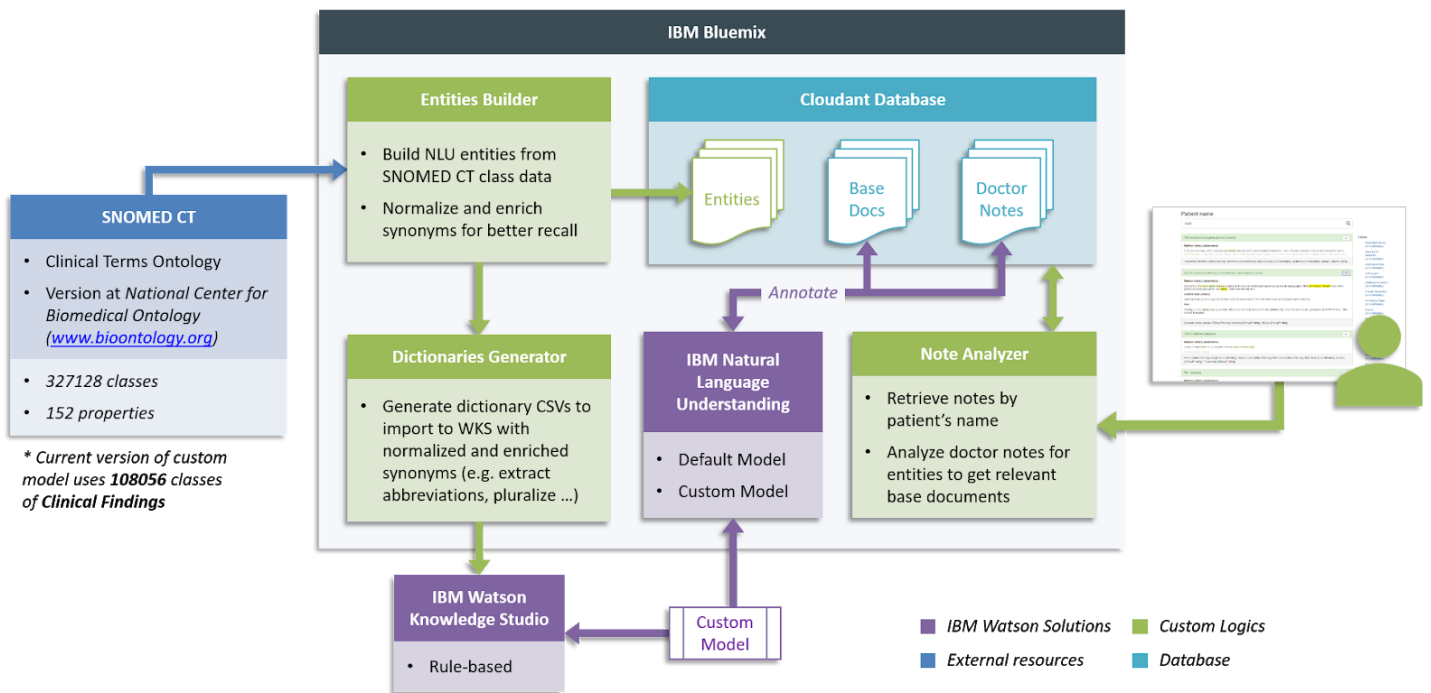 IBM Bluemix
Entities Builder
• Build NLU entities from
SNOMED CT class data
• Normalize and enrich
synonyms for better recall
Cloudant Database
Entities
Base
Docs
Doctor
Notes
SNOMED CT
• Clinical Terms Ontology
• Version at National Center for
Biomedical Ontology
(www.bioontology.org)
• 327128 classes
• 152 properties
* Current version of custom
model uses 108056 classes
of Clinical Findings
Annotate
Dictionaries Generator
• Generate dictionary CSVs to
import to WKS with
normalized and enriched
synonyms (e.g. extract
abbreviations, pluralize …)
IBM Natural
Language
Understanding
• Default Model
• Custom Model
Note Analyzer
• Retrieve notes by
patient's name
• Analyze doctor notes for
entities to get relevant
base documents
Patient name
IBM Watson
Knowledge Studio
• Rule-based
Custom
Model
IBM Watson Solutions
Custom Logics
External resources
Database